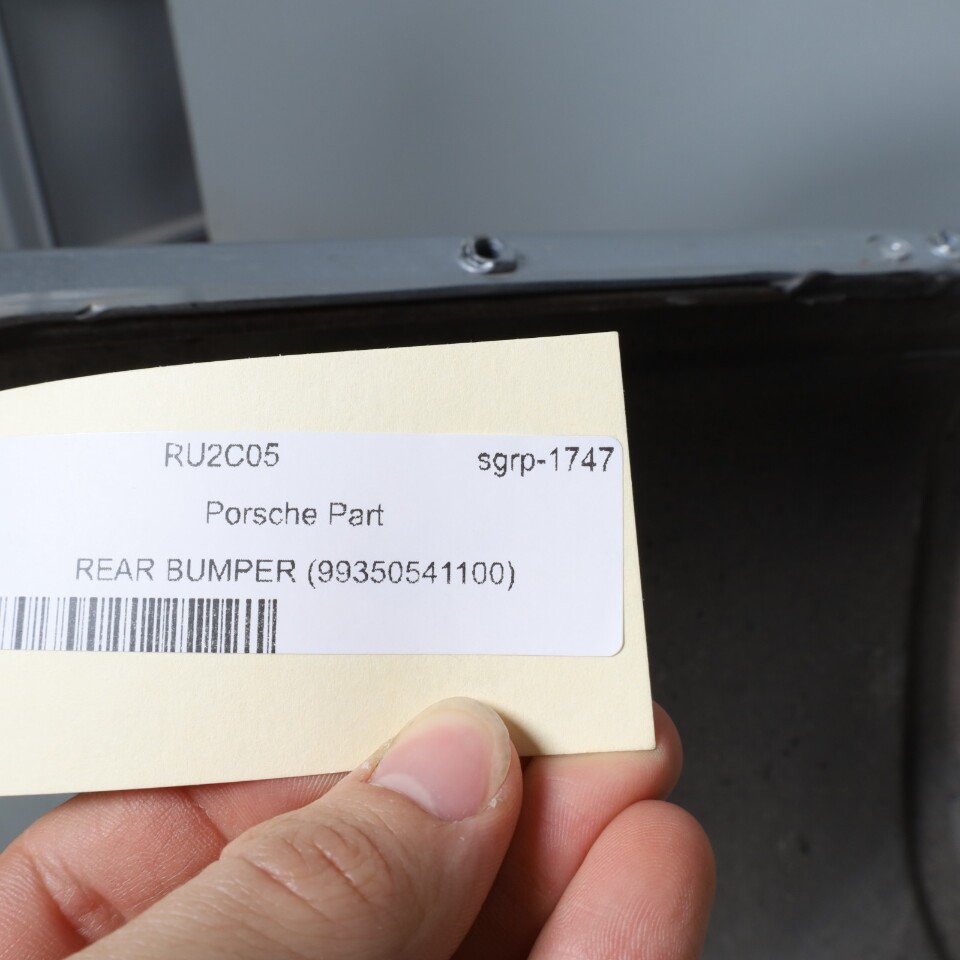 RU2C05 sgrp-1747
Porsche Part
REAR BUMPER (99350541100)